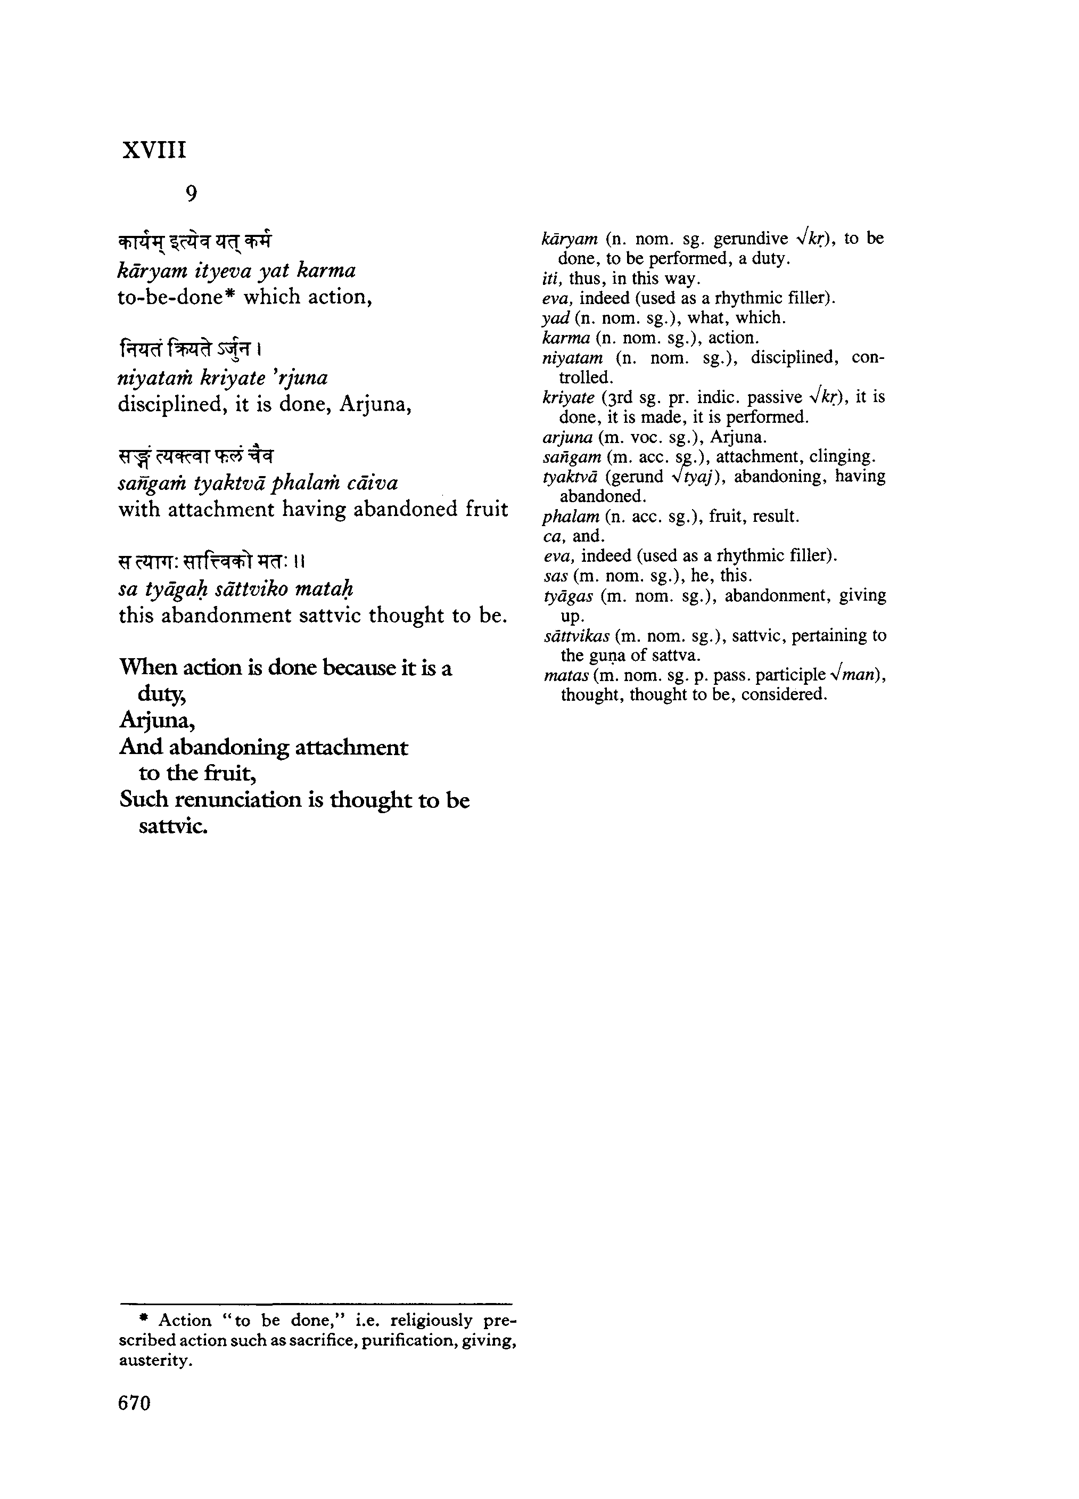 XVIII
9
कार्यम् इत्येव यत् कर्म
kāryam ityeva yat karma
to-be-done* which action,
नियतं क्रियते ऽर्जुन।
niyataṁ kriyate 'rjuna
disciplined, it is done, Arjuna,
सङ्गं त्यक्त्वा फलं चैव
sañgaṁ tyaktvā phalaṁ cāiva
with attachment having abandoned fruit
स त्यागः सात्त्विको मतः॥
sa tyāgaḥ sāttviko mataḥ
this abandonment sattvic thought to be.
When action is done because it is a
duty,
Arjuna,
And abandoning attachment
to the fruit,
Such renunciation is thought to be
sattvic.
kāryam (n. nom. sg. gerundive √kṛ), to be
done, to be performed, a duty.
iti, thus, in this way.
eva, indeed (used as a rhythmic filler).
yad (n. nom. sg.), what, which.
karma (n. nom. sg.), action.
niyatam (n. nom. sg.), disciplined, con-
trolled.
kriyate (3rd sg. pr. indic. passive √kṛ), it is
done, it is made, it is performed.
arjuna (m. voc. sg.), Arjuna.
sañgam (m. acc. sg.), attachment, clinging.
tyaktvā (gerund √tyaj), abandoning, having
abandoned.
phalam (n. acc. sg.), fruit, result.
ca, and.
eva, indeed (used as a rhythmic filler).
sas (m. nom. sg.), he, this.
tyāgas (m. nom. sg.), abandonment, giving
up.
sāttvikas (m. nom. sg.), sattvic, pertaining to
the guṇa of sattva.
matas (m. nom. sg. p. pass. participle √man),
thought, thought to be, considered.
* Action “to be done,” i.e. religiously pre-
scribed action such as sacrifice, purification, giving,
austerity.
670